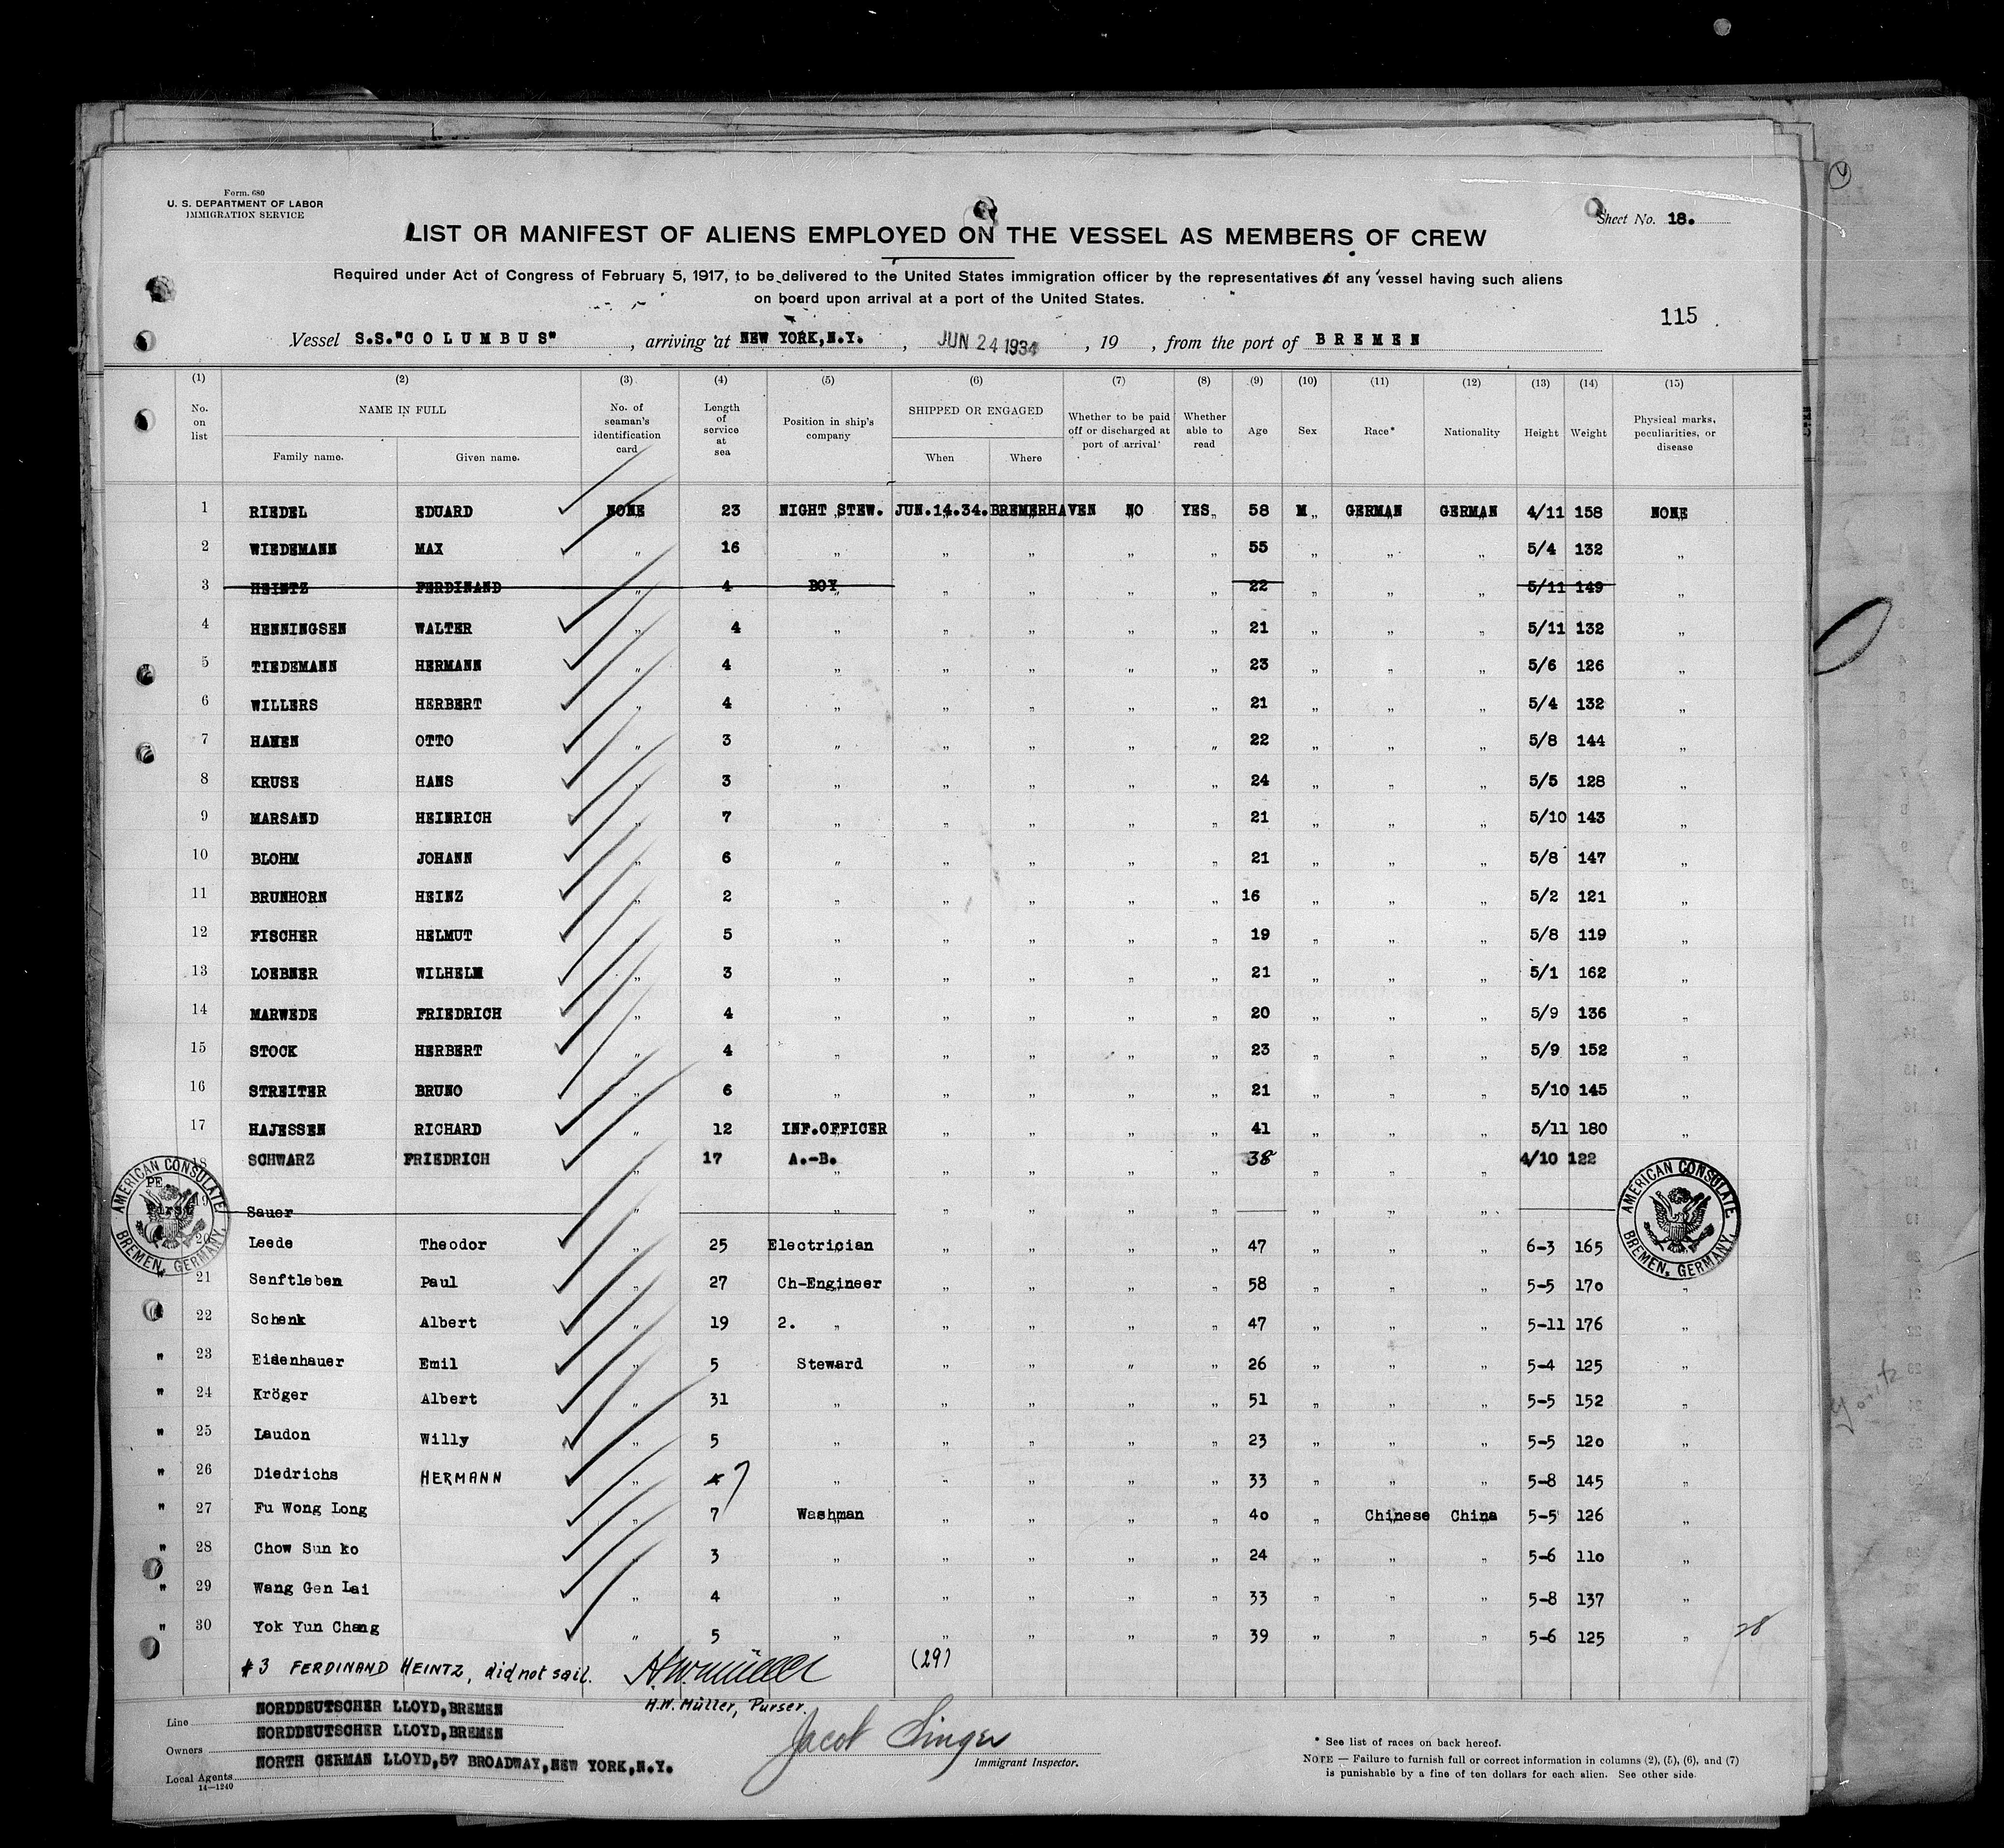 Form. 680
U. S. DEPARTMENT OF LABOR
IMMIGRATION SERVICE
Sheet No. 18.
LIST OR MANIFEST OF ALIENS EMPLOYED ON THE VESSEL AS MEMBERS OF CREW
Required under Act of Congress of February 5, 1917, to be delivered to the United States immigration officer by the representatives of any vessel having such aliens
on board upon arrival at a port of the United States.
115
Vessel S.S."COLUMBUS" , arriving at NEW YORK,N.Y. , JUN 24 1934 , 19 , from the port of BREMEN
(1) (2) (3) (4) (5) (6) (7) (8) (9) (10) (11) (12) (13) (14) (15)
No. on list NAME IN FULL Family name. Given name. No. of seaman's identification card Length of service at sea Position in ship's company SHIPPED OR ENGAGED When Where Whether to be paid off or discharged at port of arrival Whether able to read Age Sex Race* Nationality Height Weight Physical marks, peculiarities, or disease
1 RIEDEL EDUARD NONE 23 NIGHT STEW. JUN.14.34. BREMERHAVEN NO YES 58 M GERMAN GERMAN 4/11 158 NONE
2 WIEDEMANN MAX " 16 " " " " " 55 " " " 5/4 132 "
3 HEINTZ FERDINAND " 4 BOY " " " " 22 " " " 5/11 149 "
4 HENNINGSEN WALTER " 4 " " " " " 21 " " " 5/11 132 "
5 TIEDEMANN HERMANN " 4 " " " " " 23 " " " 5/6 126 "
6 WILLERS HERBERT " 4 " " " " " 21 " " " 5/4 132 "
7 HANEN OTTO " 3 " " " " " 22 " " " 5/8 144 "
8 KRUSE HANS " 3 " " " " " 24 " " " 5/5 128 "
9 MARSAND HEINRICH " 7 " " " " " 21 " " " 5/10 143 "
10 BLOHM JOHANN " 6 " " " " " 21 " " " 5/8 147 "
11 BRUNHORN HEINZ " 2 " " " " " 16 " " " 5/2 121 "
12 FISCHER HELMUT " 5 " " " " " 19 " " " 5/8 119 "
13 LOEBNER WILHELM " 3 " " " " " 21 " " " 5/1 162 "
14 MARWEDE FRIEDRICH " 4 " " " " " 20 " " " 5/9 136 "
15 STOCK HERBERT " 4 " " " " " 23 " " " 5/9 152 "
16 STREITER BRUNO " 6 " " " " " 21 " " " 5/10 145 "
17 HAJESSEN RICHARD " 12 INF.OFFICER " " " " 41 " " " 5/11 180 "
18 SCHWARZ FRIEDRICH " 17 A.-B. " " " " 38 " " " 4/10 122
19 Sauer " " " " " " " " "
20 Leede Theodor " 25 Electrician " " " " 47 " " " 6-3 165
" 21 Senftleben Paul " 27 Ch-Engineer " " " " 58 " " " 5-5 170 "
22 Schenk Albert " 19 2. " " " " " 47 " " " 5-11 176 "
" 23 Eisenhauer Emil " 5 Steward " " " " 26 " " " 5-4 125 "
" 24 Kröger Albert " 31 " " " " " 51 " " " 5-5 152 "
" 25 Laudon Willy " 5 " " " " " 23 " " " 5-5 120 "
" 26 Diedrichs HERMANN " 7 " " " " " 33 " " " 5-8 145 "
" 27 Fu Wong Long " 7 Washman " " " " 40 " Chinese China 5-5 126 "
" 28 Chow Sun ko " 3 " " " " " 24 " " " 5-6 110 "
" 29 Wang Gen Lai " 4 " " " " " 33 " " " 5-8 137 "
" 30 Yok Yun Chang " 5 " " " " " 39 " " " 5-6 125 "
28
AMERICAN CONSULATE BREMEN, GERMANY.
AMERICAN CONSULATE BREMEN, GERMANY.
#3 FERDINAND HEINTZ, did not sail. H.W.Müller (29)
H.W. Müller, Purser.
Line NORDDEUTSCHER LLOYD,BREMEN
Owners NORDDEUTSCHER LLOYD,BREMEN
Local Agents NORTH GERMAN LLOYD,57 BROADWAY,NEW YORK,N.Y.
14—1240
Jacob Singer
Immigrant Inspector.
* See list of races on back hereof.
NOTE — Failure to furnish full or correct information in columns (2), (5), (6), and (7)
is punishable by a fine of ten dollars for each alien. See other side.